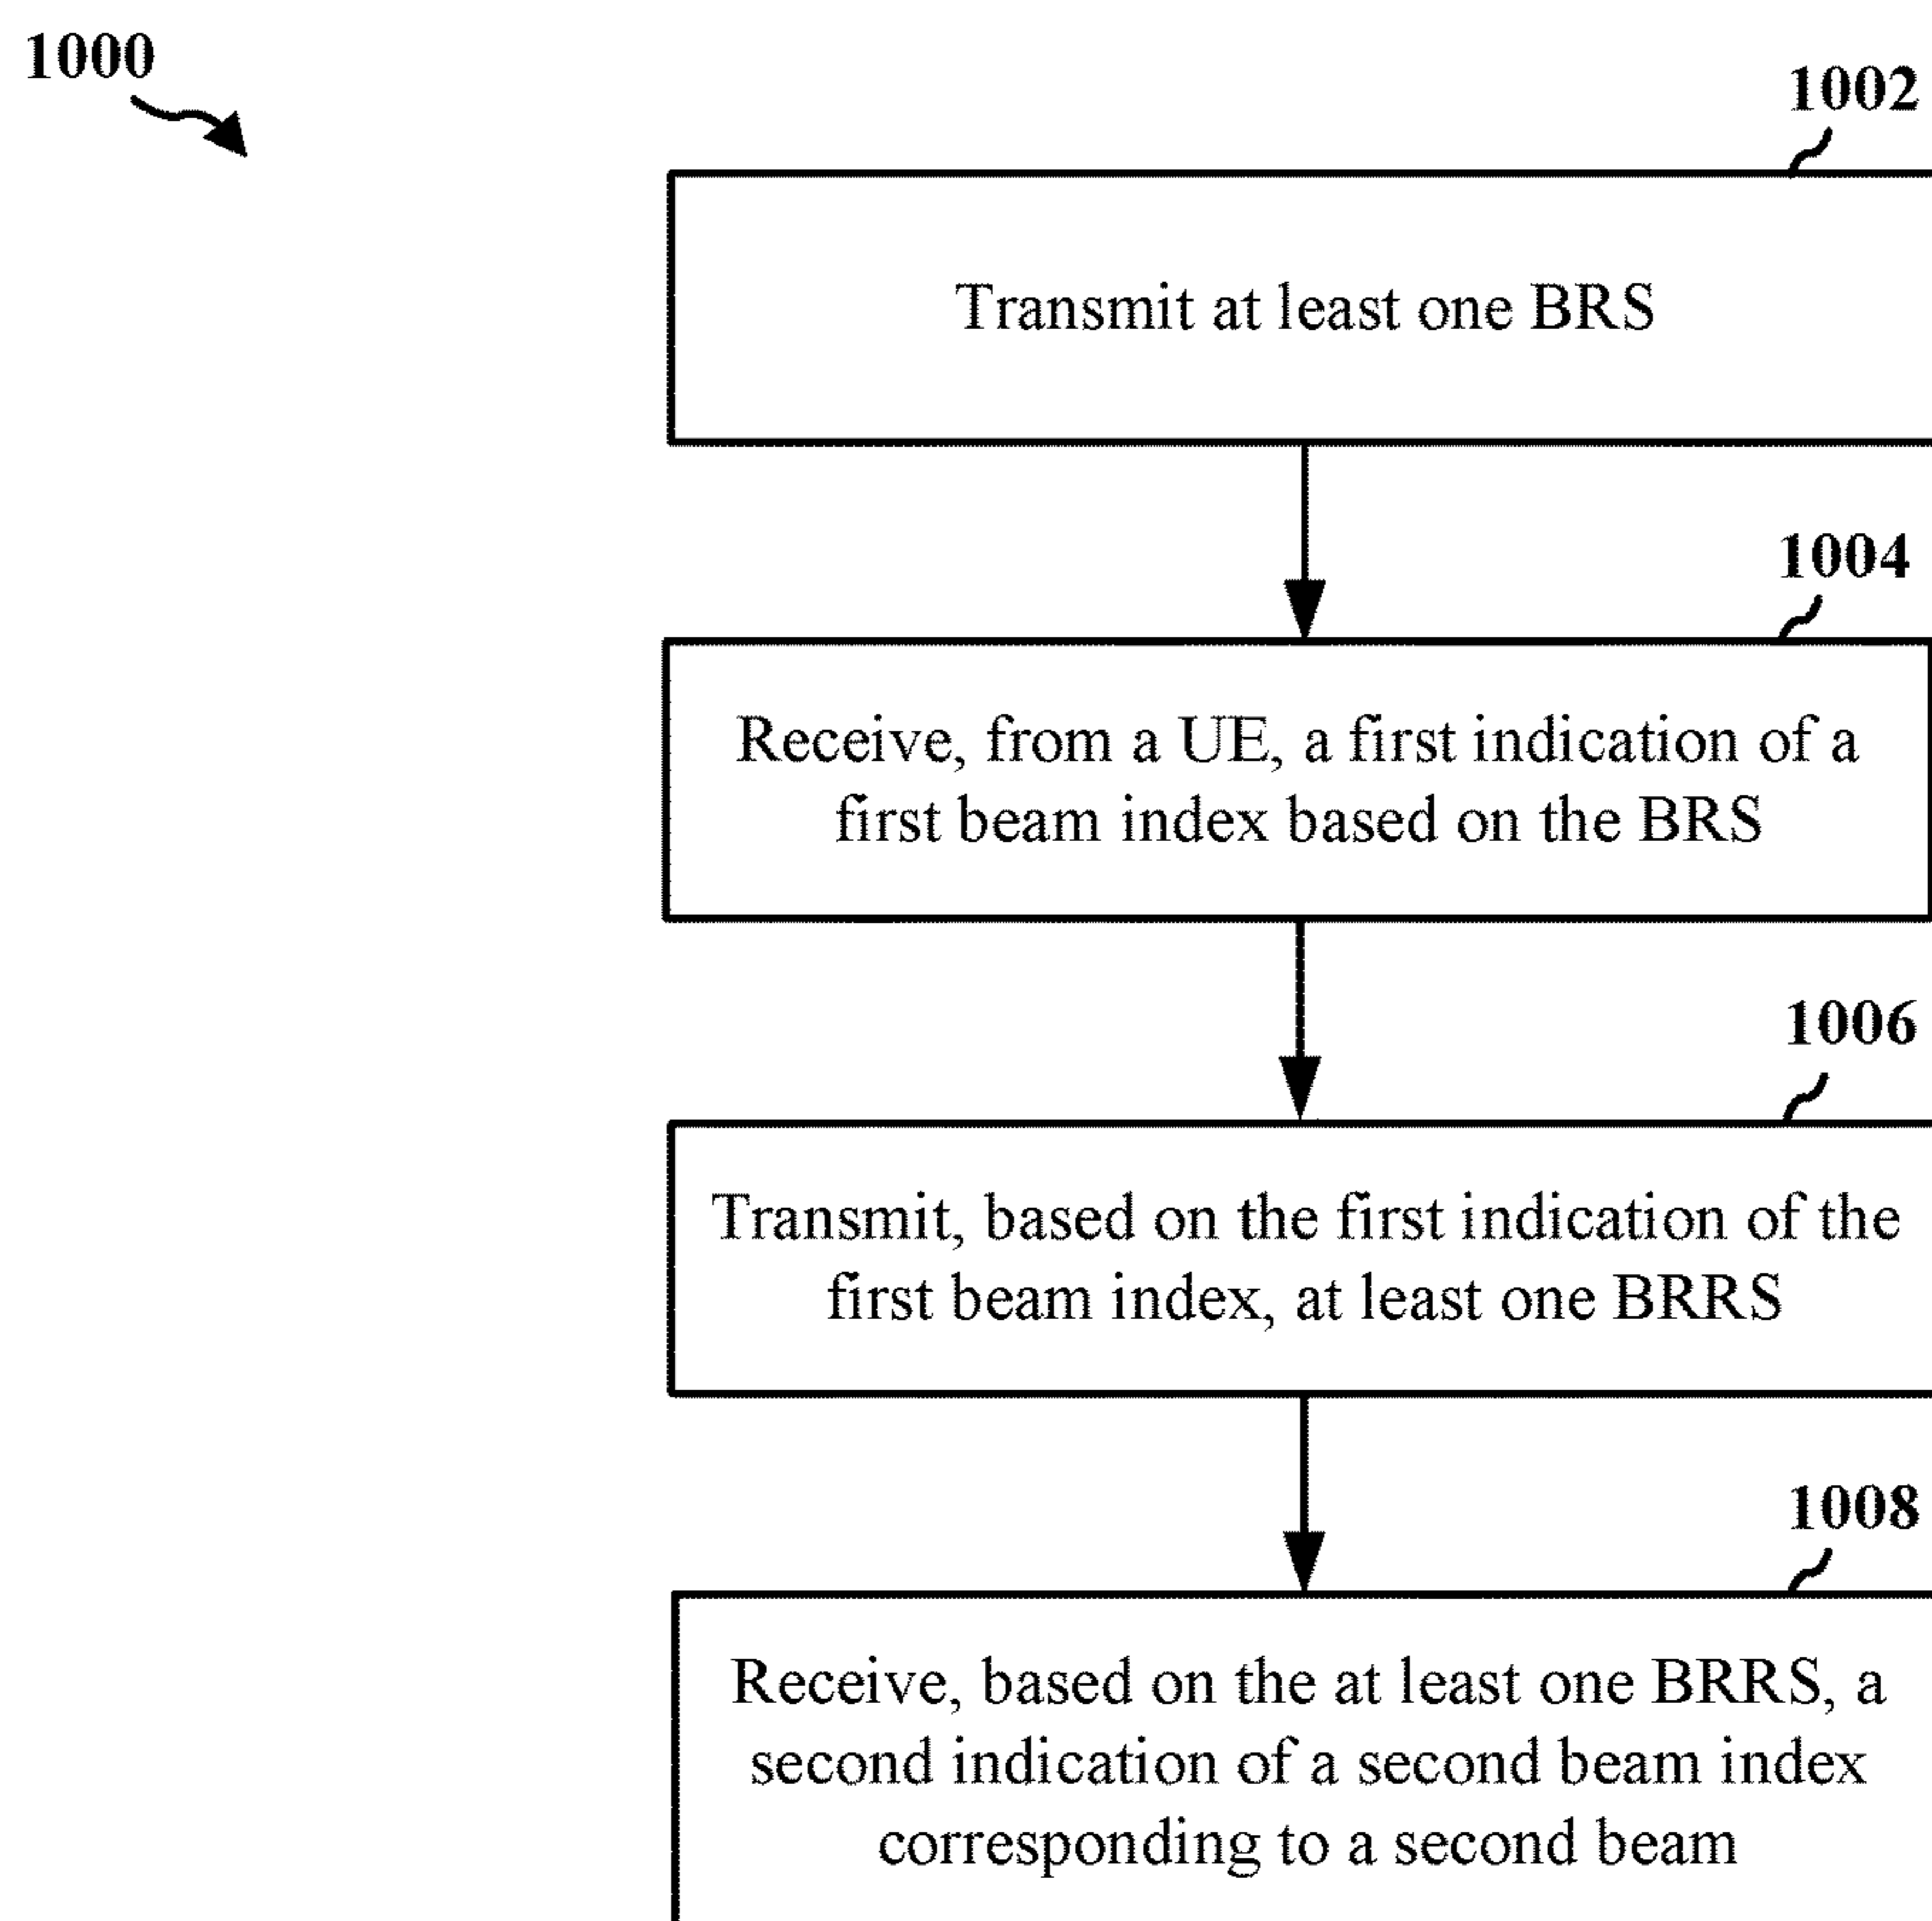 1000
1002
Transmit at least one BRS
1004
Receive, from a UE, a first indication of a
first beam index based on the BRS
1006
Transmit, based on the first indication of the
first beam index, at least one BRRS
1008
Receive, based on the at least one BRRS, a
second indication of a second beam index
corresponding to a second beam